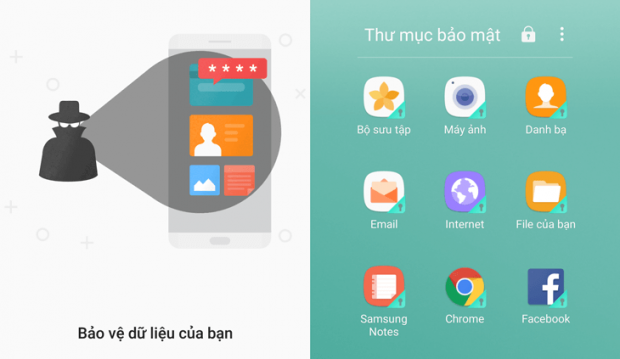 ****
Bảo vệ dữ liệu của bạn
Thư mục bảo mật
Bộ sưu tập
Máy ảnh
Danh bạ
Email
Internet
File của bạn
Samsung
Notes
Chrome
Facebook